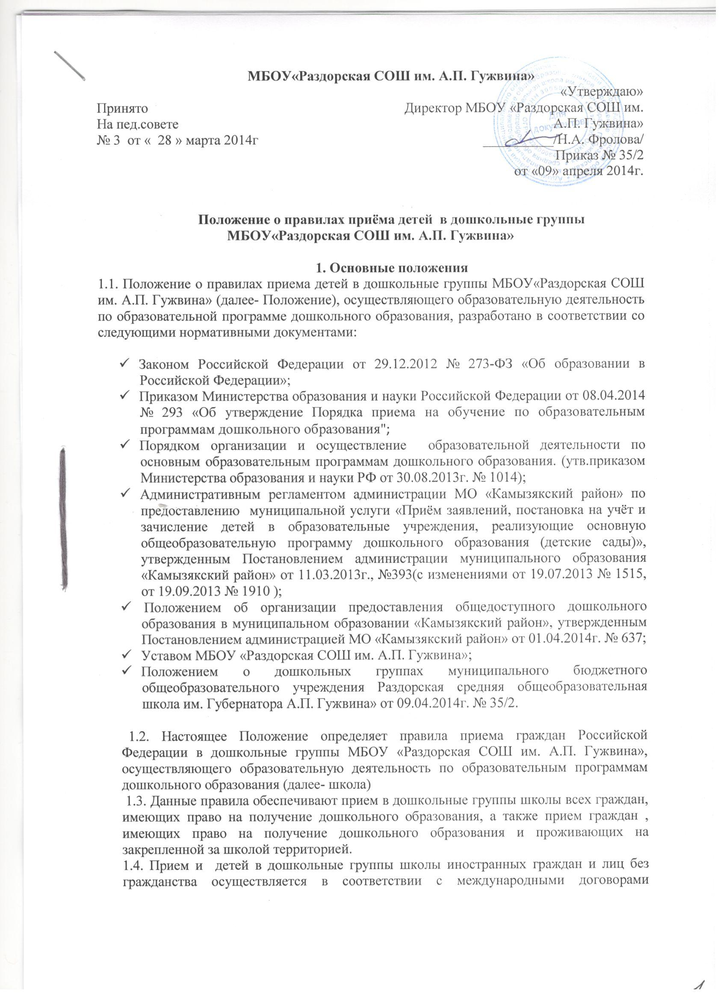 МБОУ«Раздорская СОШ им. А.П. Гужвина»
«Утверждаю»
Принято
Директор МБОУ «Раздорская СОШ им.
На пед.совете
А.П. Гужвина»
№ 3 от « 28 » марта 2014г
/Н.А. Фролова/
Приказ № 35/2
от «09» апреля 2014г.
Для
документов
Положение о правилах приёма детей в дошкольные группы
МБОУ«Раздорская СОШ им. А.П. Гужвина»
1. Основные положения
1.1. Положение о правилах приема детей в дошкольные группы МБОУ«Раздорская СОШ
им. А.П. Гужвина» (далее- Положение), осуществляющего образовательную деятельность
по образовательной программе дошкольного образования, разработано в соответствии со
следующими нормативными документами:
✓ Законом Российской Федерации от 29.12.2012 № 273-ФЗ «Об образовании в
Российской Федерации»;
✓ Приказом Министерства образования и науки Российской Федерации от 08.04.2014
№ 293 «Об утверждение Порядка приема на обучение по образовательным
программам дошкольного образования";
✓ Порядком организации и осуществление образовательной деятельности по
основным образовательным программам дошкольного образования. (утв.приказом
Министерства образования и науки РФ от 30.08.2013г. № 1014);
✓ Административным регламентом администрации МО «Камызякский район» по
предоставлению муниципальной услуги «Приём заявлений, постановка на учёт и
зачисление детей в образовательные учреждения, реализующие основную
общеобразовательную программу дошкольного образования (детские сады)»,
утвержденным Постановлением администрации муниципального образования
«Камызякский район» от 11.03.2013г., №393(с изменениями от 19.07.2013 № 1515,
от 19.09.2013 № 1910 );
✓ Положением об организации предоставления общедоступного дошкольного
образования в муниципальном образовании «Камызякский район», утвержденным
Постановлением администрацией МО «Камызякский район» от 01.04.2014г. № 637;
✓ Уставом МБОУ «Раздорская СОШ им. А.П. Гужвина»;
✓ Положением о дошкольных группах муниципального бюджетного
общеобразовательного учреждения Раздорская средняя общеобразовательная
школа им. Губернатора А.П. Гужвина» от 09.04.2014г. № 35/2.
1.2. Настоящее Положение определяет правила приема граждан Российской
Федерации в дошкольные группы МБОУ «Раздорская СОШ им. А.П. Гужвина»,
осуществляющего образовательную деятельность по образовательным программам
дошкольного образования (далее- школа)
1.3. Данные правила обеспечивают прием в дошкольные группы школы всех граждан,
имеющих право на получение дошкольного образования, а также прием граждан ,
имеющих право на получение дошкольного образования и проживающих на
закрепленной за школой территорией.
1.4. Прием и детей в дошкольные группы школы иностранных граждан и лиц без
гражданства осуществляется в соответствии с международными договорами